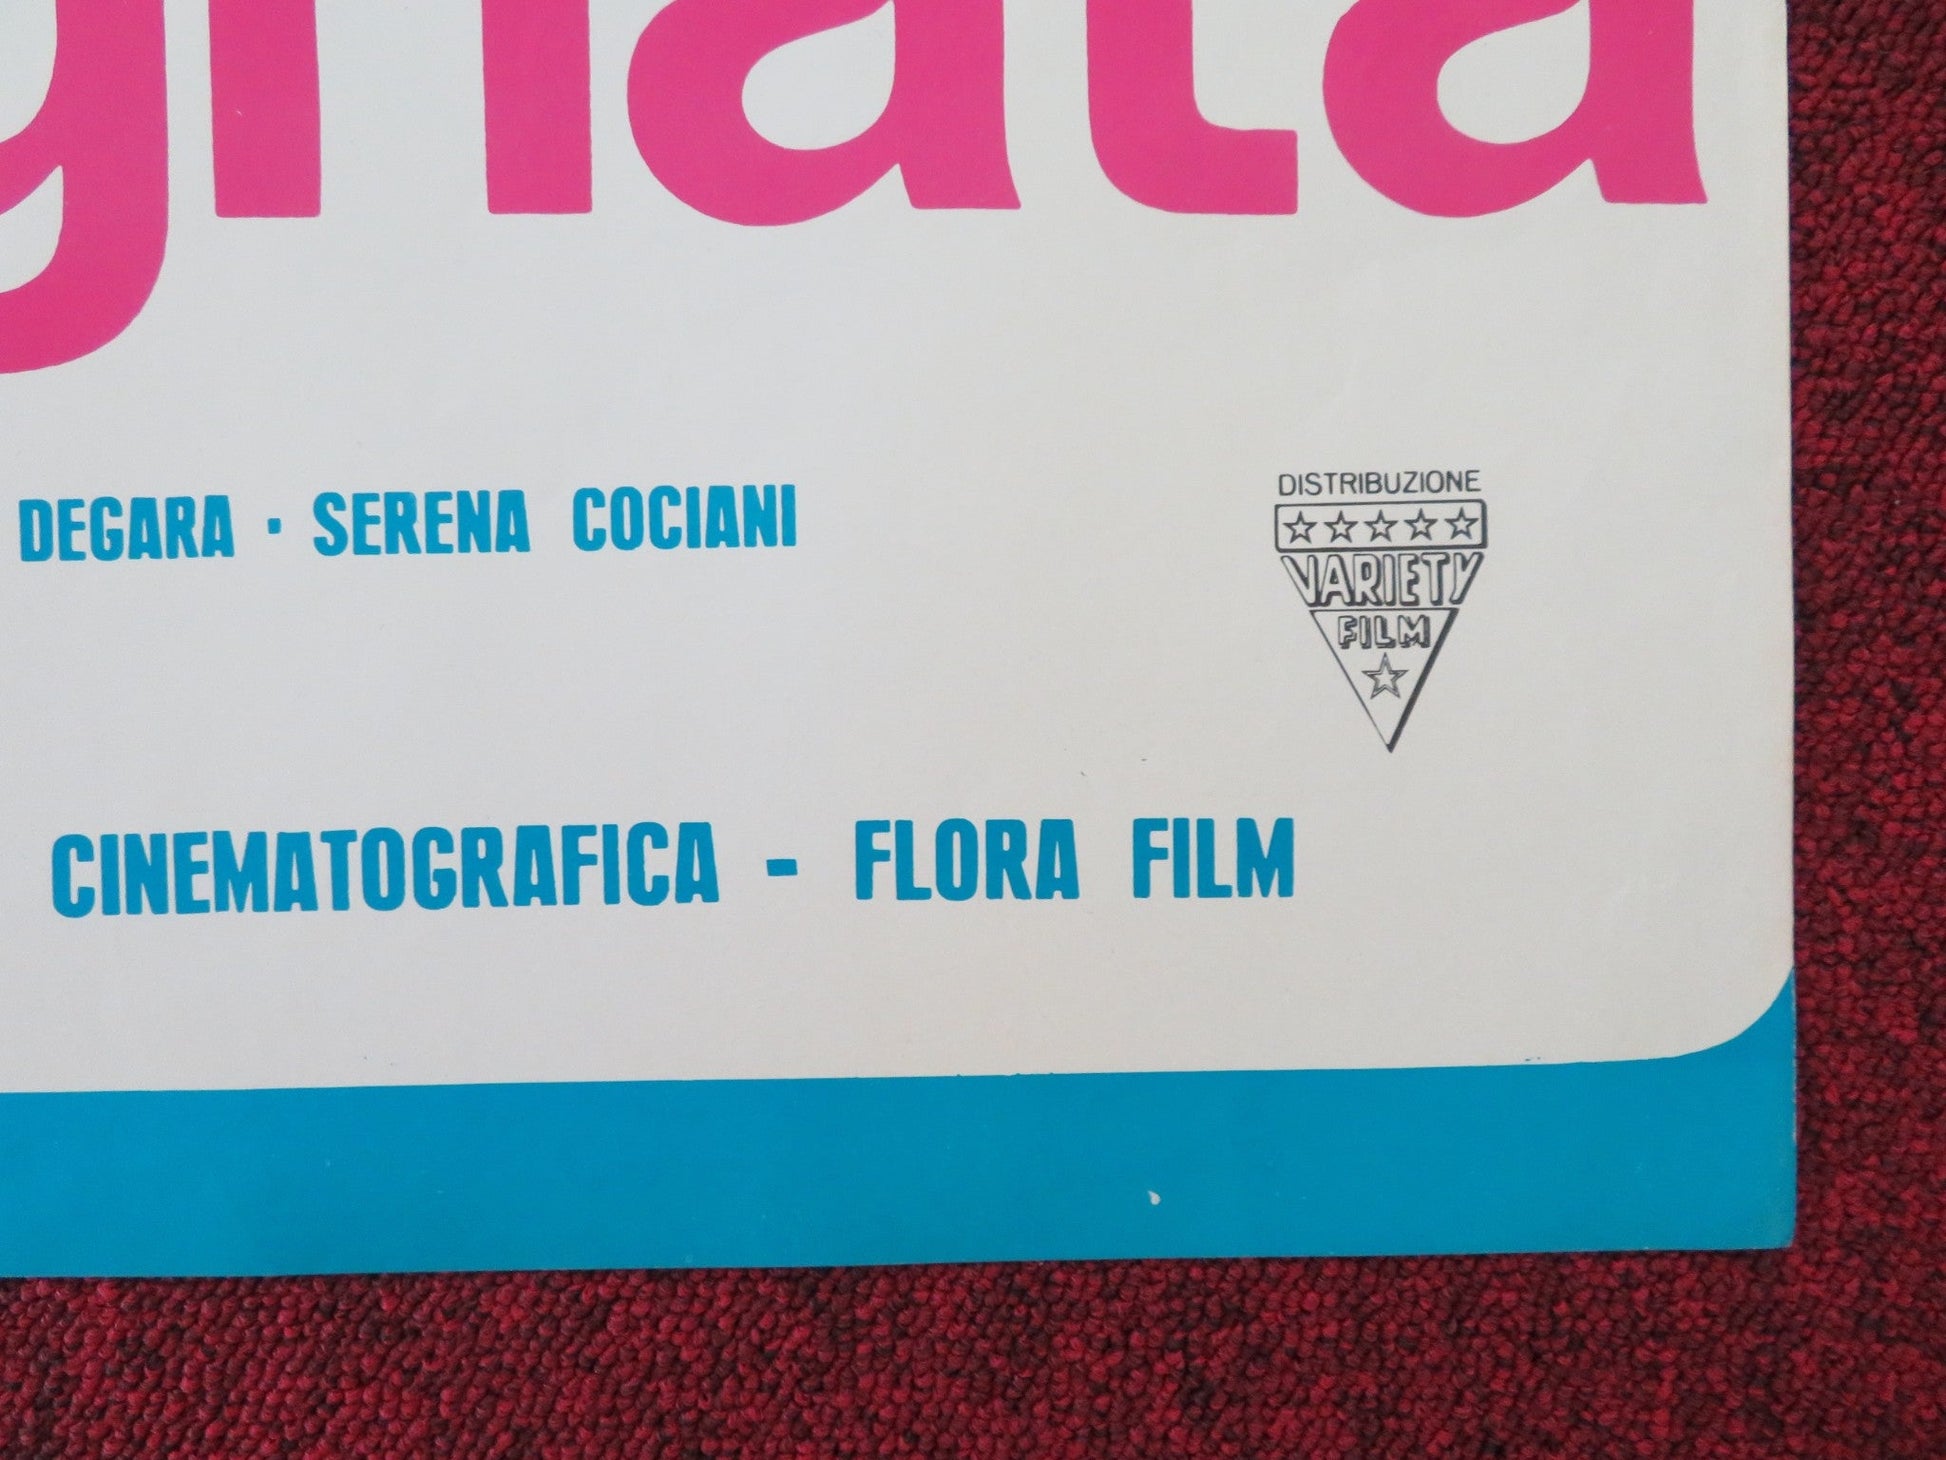 gnata
DEGARA · SERENA COCIANI
DISTRIBUZIONE
VARIETY
FILM
CINEMATOGRAFICA - FLORA FILM